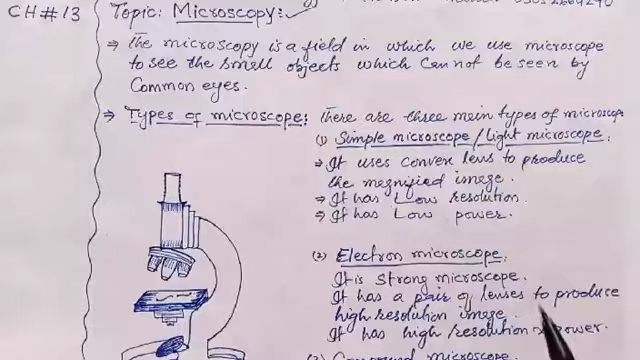 CH#13
Topic: Microscopy:
⇒ The microscopy is a field in which we use microscope
to see the small objects which can not be seen by
Common eyes.
⇒ Types of microscope: There are three main types of microscope
(1) Simple microscope/light microscope:
⇒ It uses convex lens to produce
the megnified image.
⇒ It has Low resolution.
⇒ It has Low power.
(2) Electron microscope:
It is strong microscope.
It has a pair of lenses to produce
high resolution image.
It has high resolution power.
(3) Compound microscope